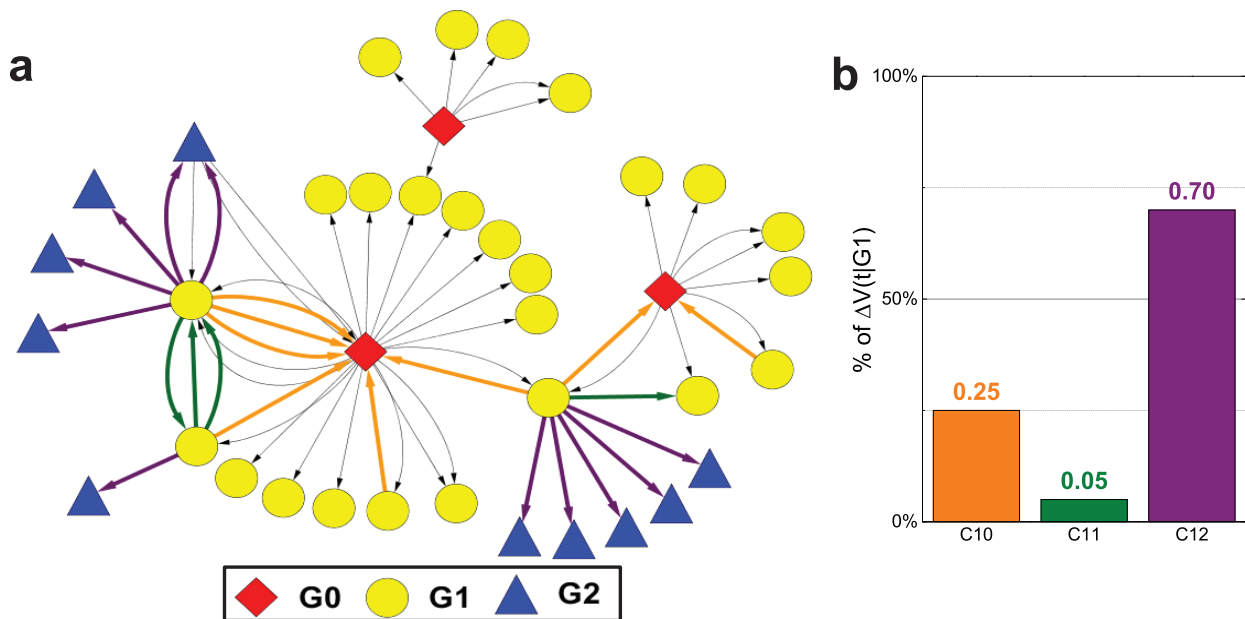 a
G0 G1 G2
b
% of ΔV(t|G1)
100%
50%
0%
0.25
0.05
0.70
C10 C11 C12